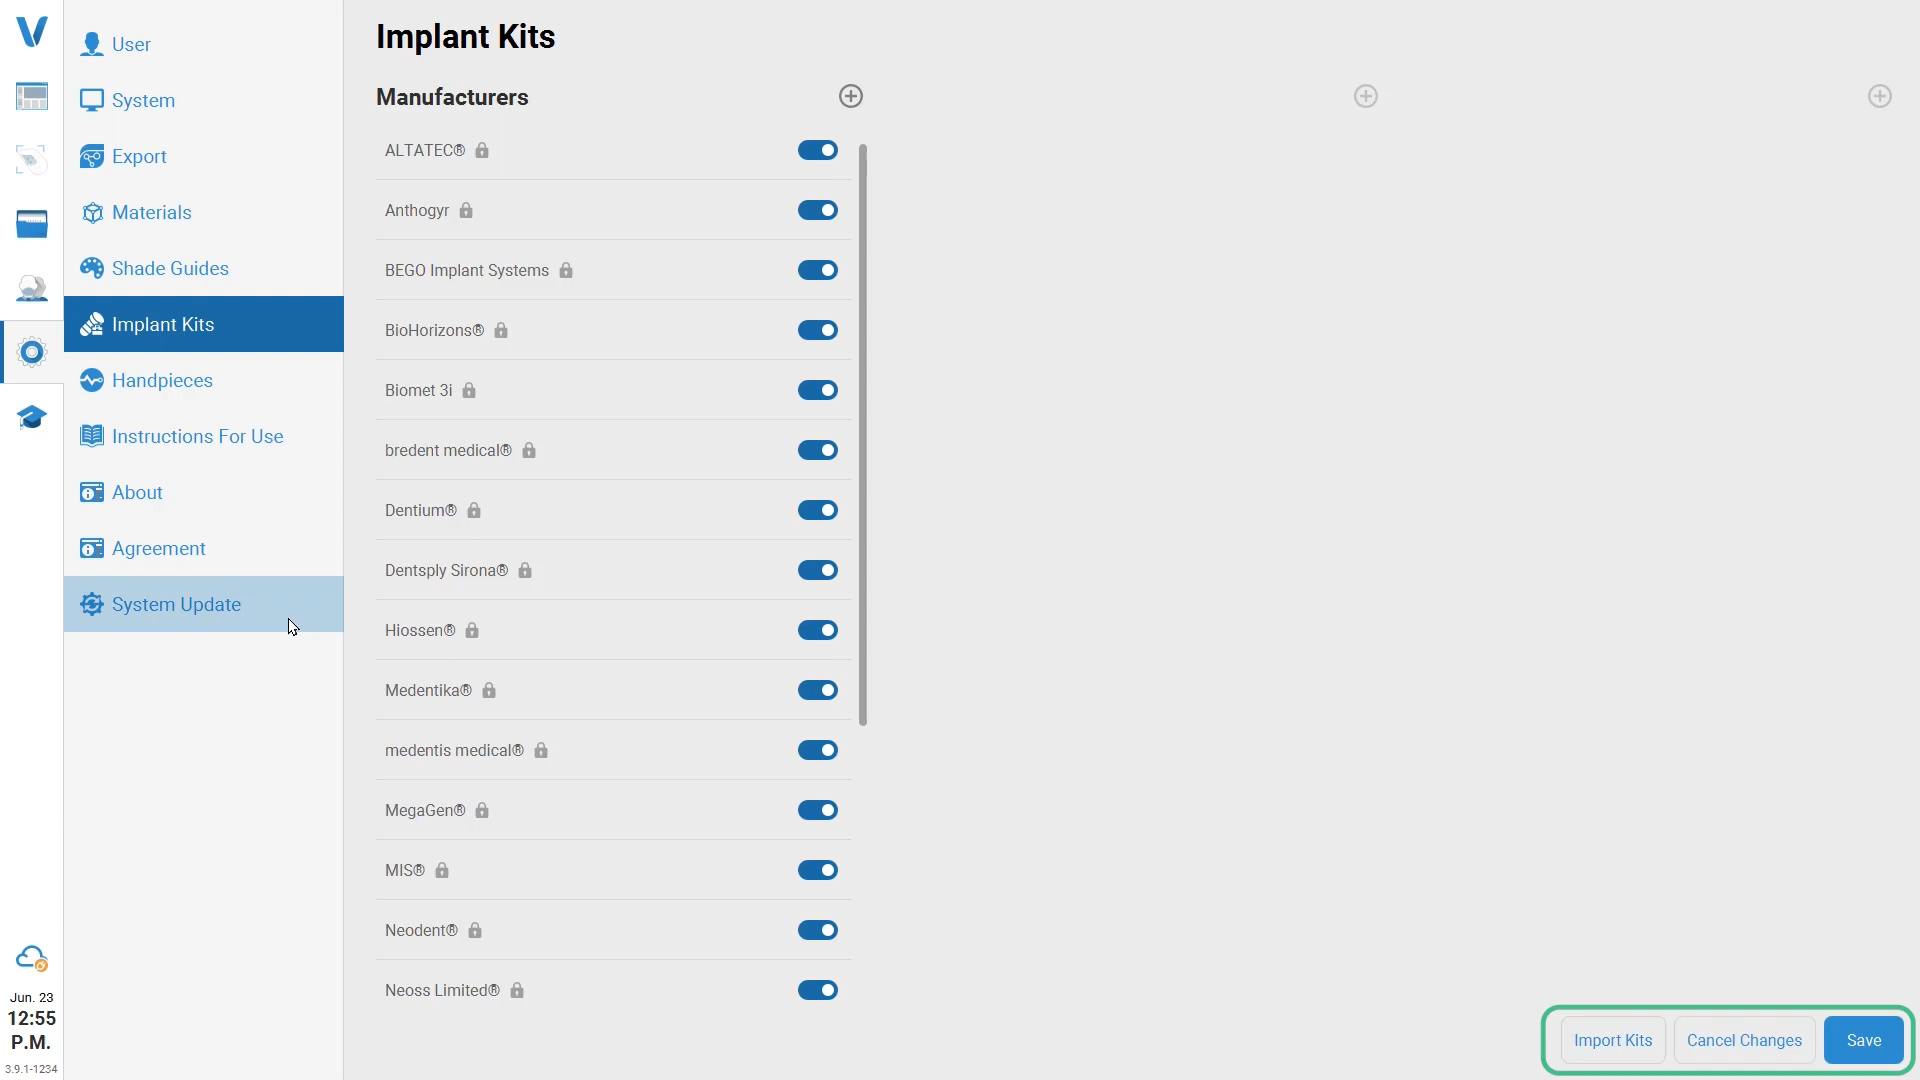 User
System
Export
Materials
Shade Guides
Implant Kits
Handpieces
Instructions For Use
About
Agreement
System Update
Jun. 23
12:55
P.M.
3.9.1-1234
Implant Kits
Manufacturers
ALTATEC®
Anthogyr
BEGO Implant Systems
BioHorizons®
Biomet 3i
bredent medical®
Dentium®
Dentsply Sirona®
Hiossen®
Medentika®
medentis medical®
MegaGen®
MIS®
Neodent®
Neoss Limited®
Import Kits
Cancel Changes
Save